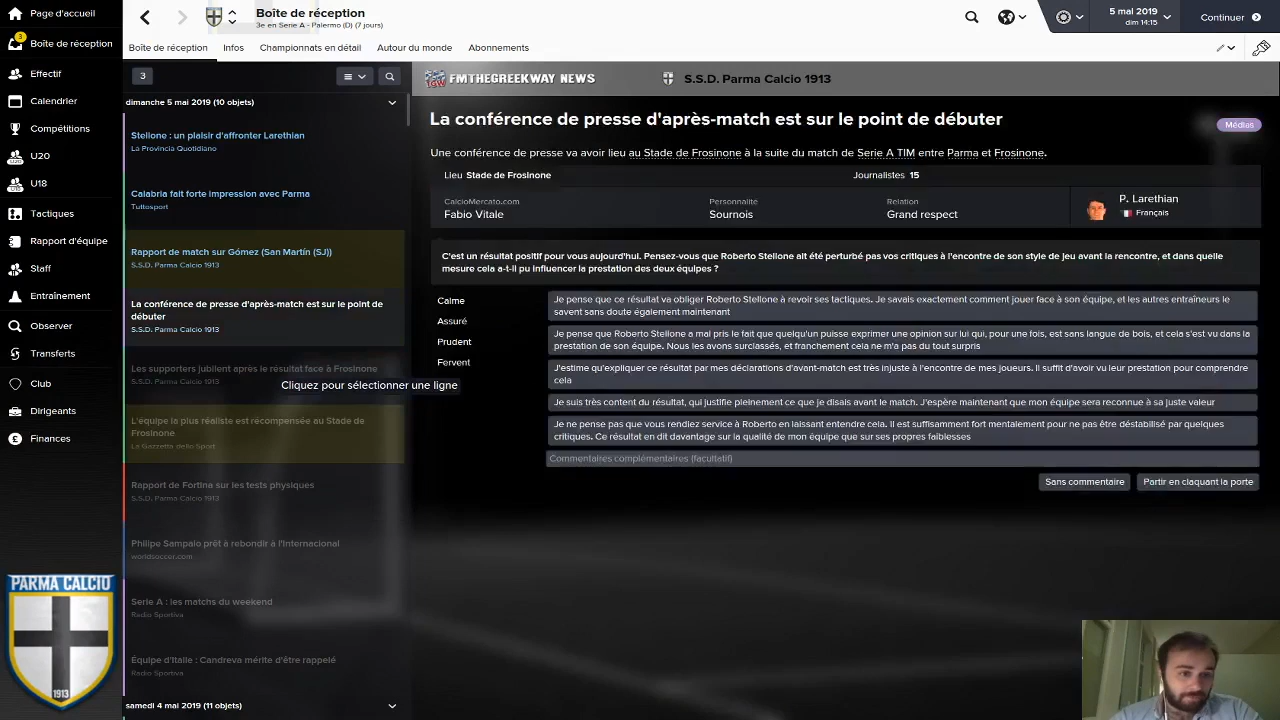 Page d'accueil
3
Boîte de réception
Effectif
Calendrier
Compétitions
U20
U18
Tactiques
Rapport d'équipe
Staff
Entraînement
Observer
Transferts
Club
Dirigeants
Finances
PARMA CALCIO
1913
Boîte de réception
3e en Serie A - Palermo (D) (7 jours)
5 mai 2019
dim 14:15
Continuer
Boîte de réception
Infos
Championnats en détail
Autour du monde
Abonnements
3
dimanche 5 mai 2019 (10 objets)
Stellone : un plaisir d'affronter Larethian
La Provincia Quotidiano
Calabria fait forte impression avec Parma
Tuttosport
Rapport de match sur Gómez (San Martín (SJ))
S.S.D. Parma Calcio 1913
La conférence de presse d'après-match est sur le point de
débuter
S.S.D. Parma Calcio 1913
Les supporters jubilent après le résultat face à Frosinone
S.S.D. Parma Calcio 1913
Cliquez pour sélectionner une ligne
L'équipe la plus réaliste est récompensée au Stade de
Frosinone
La Gazzetta dello Sport
Rapport de Fortina sur les tests physiques
S.S.D. Parma Calcio 1913
Philipe Sampaio prêt à rebondir à l'Internacional
worldsoccer.com
Serie A : les matchs du weekend
Radio Sportiva
Équipe d'Italie : Candreva mérite d'être rappelé
Radio Sportiva
samedi 4 mai 2019 (11 objets)
FMTHEGREEKWAY NEWS
S.S.D. Parma Calcio 1913
La conférence de presse d'après-match est sur le point de débuter
Médias
Une conférence de presse va avoir lieu au Stade de Frosinone à la suite du match de Serie A TIM entre Parma et Frosinone.
Lieu Stade de Frosinone
Journalistes 15
CalcioMercato.com
Fabio Vitale
Personnalité
Sournois
Relation
Grand respect
P. Larethian
Français
C'est un résultat positif pour vous aujourd'hui. Pensez-vous que Roberto Stellone ait été perturbé pas vos critiques à l'encontre de son style de jeu avant la rencontre, et dans quelle
mesure cela a-t-il pu influencer la prestation des deux équipes ?
Calme
Assuré
Prudent
Fervent
Je pense que ce résultat va obliger Roberto Stellone à revoir ses tactiques. Je savais exactement comment jouer face à son équipe, et les autres entraîneurs le
savent sans doute également maintenant
Je pense que Roberto Stellone a mal pris le fait que quelqu'un puisse exprimer une opinion sur lui qui, pour une fois, est sans langue de bois, et cela s'est vu dans la
prestation de son équipe. Nous les avons surclassés, et franchement cela ne m'a pas du tout surpris
J'estime qu'expliquer ce résultat par mes déclarations d'avant-match est très injuste à l'encontre de mes joueurs. Il suffit d'avoir vu leur prestation pour comprendre
cela
Je suis très content du résultat, qui justifie pleinement ce que je disais avant le match. J'espère maintenant que mon équipe sera reconnue à sa juste valeur
Je ne pense pas que vous rendiez service à Roberto en laissant entendre cela. Il est suffisamment fort mentalement pour ne pas être déstabilisé par quelques
critiques. Ce résultat en dit davantage sur la qualité de mon équipe que sur ses propres faiblesses
Commentaires complémentaires (facultatif)
Sans commentaire
Partir en claquant la porte